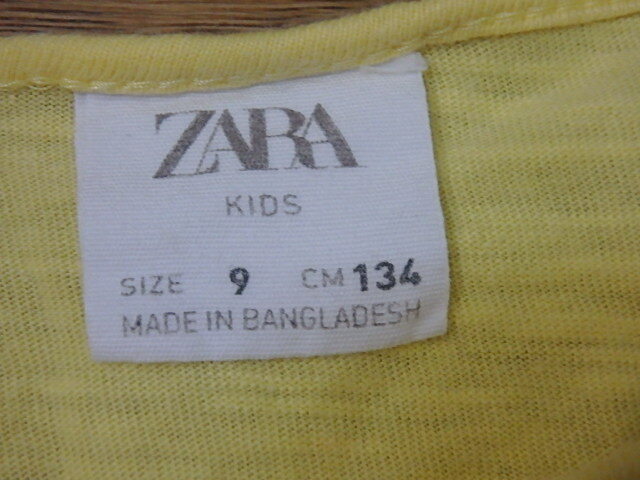 ZARA
KIDS
SIZE 9 CM 134
MADE IN BANGLADESH